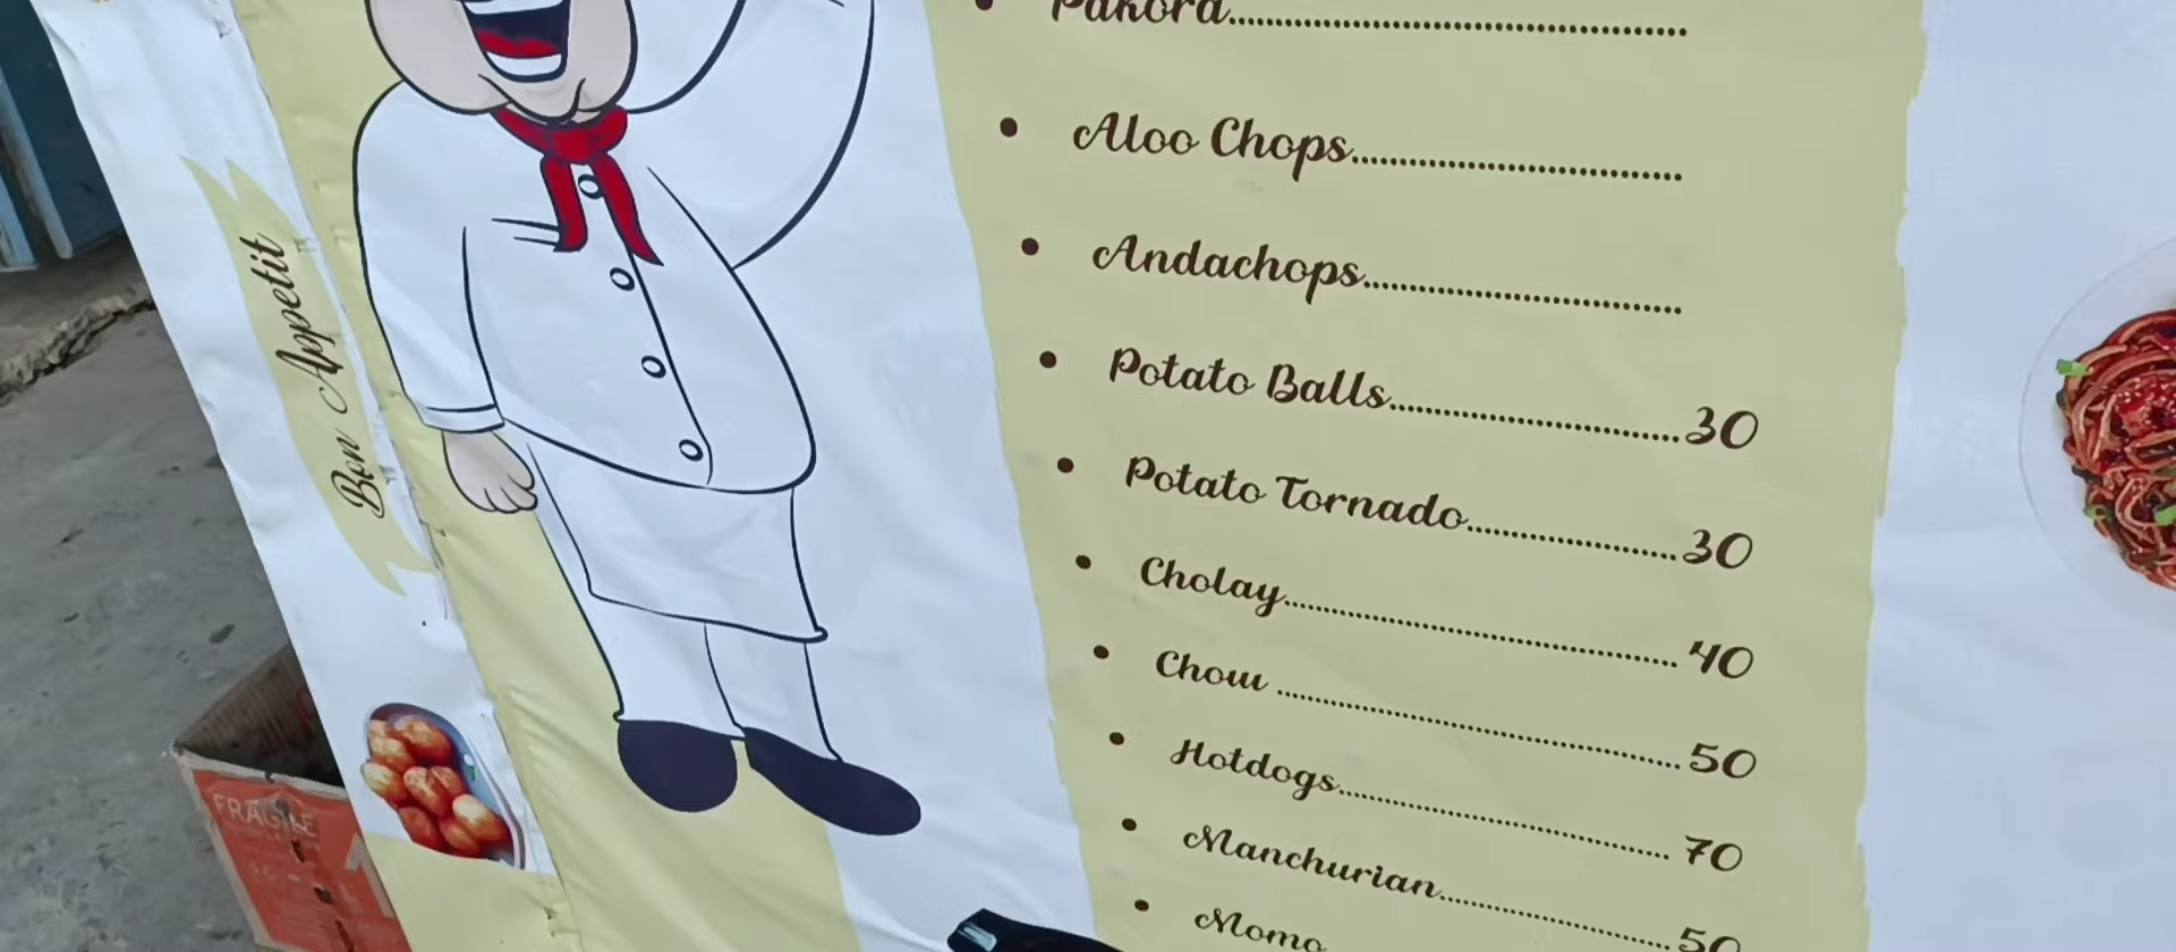 Pakora........................................
Aloo Chops........................................
Andachops........................................
Potato Balls........................................30
Potato Tornado........................................30
Cholay........................................40
Chow ........................................50
Hotdogs........................................70
Manchurian........................................50
Momo
Bon Appetit
FRAGILE